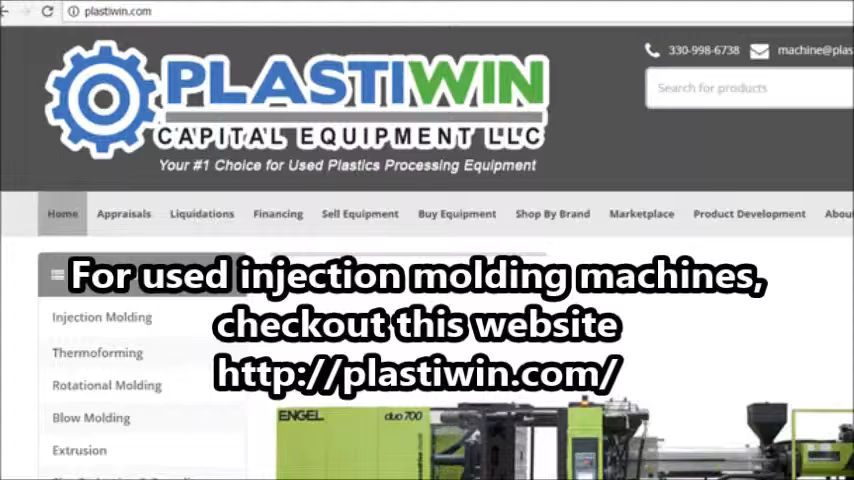 plastiwin.com
330-998-6738 machine@plas
PLASTIWIN
CAPITAL EQUIPMENT LLC
Your #1 Choice for Used Plastics Processing Equipment
Search for products
Home Appraisals Liquidations Financing Sell Equipment Buy Equipment Shop By Brand Marketplace Product Development Abou
For used injection molding machines,
checkout this website
http://plastiwin.com/
Injection Molding
Thermoforming
Rotational Molding
Blow Molding
Extrusion
ENGEL duo 700